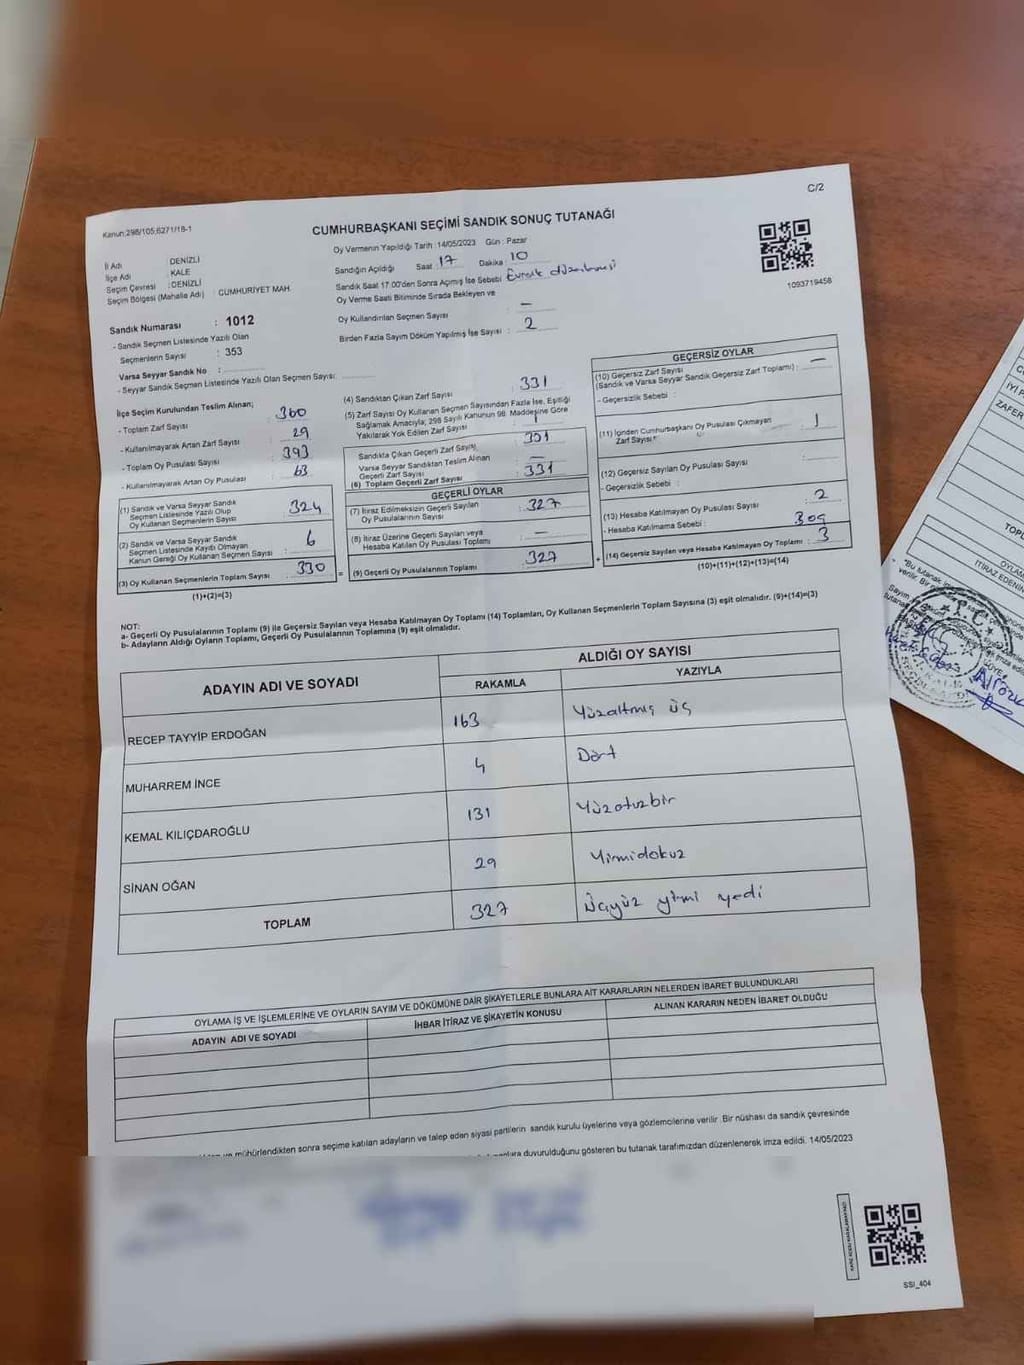 C/2
Kanun:298/105;6271/18-1
CUMHURBAŞKANI SEÇİMİ SANDIK SONUÇ TUTANAĞI
Oy Vermenin Yapıldığı Tarih :14/05/2023 Gün : Pazar
İl Adı : DENİZLİ
İlçe Adı : KALE
Seçim Çevresi : DENİZLİ
Seçim Bölgesi (Mahalle Adı) : CUMHURİYET MAH.
Sandığın Açıldığı Saat : 17 Dakika : 10
Sandık Saat 17:00'den Sonra Açılmış İse Sebebi :
Oy Verme Saati Bitiminde Sırada Bekleyen ve
Oy Kullandırılan Seçmen Sayısı : —
Birden Fazla Sayım Döküm Yapılmış İse Sayısı : 2
1093719458
Sandık Numarası : 1012
- Sandık Seçmen Listesinde Yazılı Olan
Seçmenlerin Sayısı : 353
Varsa Seyyar Sandık No :
- Seyyar Sandık Seçmen Listesinde Yazılı Olan Seçmen Sayısı:
İlçe Seçim Kurulundan Teslim Alınan;
- Toplam Zarf Sayısı : 360
- Kullanılmayarak Artan Zarf Sayısı : 29
- Toplam Oy Pusulası Sayısı : 393
- Kullanılmayarak Artan Oy Pusulası : 63
(1) Sandık ve Varsa Seyyar Sandık
Seçmen Listesinde Yazılı Olup
Oy Kullanan Seçmenlerin Sayısı : 324
(2) Sandık ve Varsa Seyyar Sandık
Seçmen Listesinde Kaydı Olmayan
Kanun Gereği Oy Kullanan Seçmen Sayısı : 6
(3) Oy Kullanan Seçmenlerin Toplam Sayısı : 330
(1)+(2)=(3)
(4) Sandıktan Çıkan Zarf Sayısı : 331
(5) Zarf Sayısı Oy Kullanan Seçmen Sayısından Fazla İse, Eşitliği
Sağlamak Amacıyla; 298 Sayılı Kanunun 98. Maddesine Göre
Yakılarak Yok Edilen Zarf Sayısı :
Sandıkta Çıkan Geçerli Zarf Sayısı : 331
Varsa Seyyar Sandıktan Teslim Alınan
Geçerli Zarf Sayısı : —
(6) Toplam Geçerli Zarf Sayısı : 331
GEÇERLİ OYLAR
(7) İtiraz Edilmeksizin Geçerli Sayılan
Oy Pusulalarının Sayısı : 327
(8) İtiraz Üzerine Geçerli Sayılan veya
Hesaba Katılan Oy Pusulası Toplamı : —
(9) Geçerli Oy Pusulalarının Toplamı : 327
GEÇERSİZ OYLAR
(10) Geçersiz Zarf Sayısı
(Sandık ve Varsa Seyyar Sandık Geçersiz Zarf Toplamı) : —
- Geçersizlik Sebebi :
(11) İçinden Cumhurbaşkanı Oy Pusulası Çıkmayan
Zarf Sayısı : 1
(12) Geçersiz Sayılan Oy Pusulası Sayısı :
- Geçersizlik Sebebi :
(13) Hesaba Katılmayan Oy Pusulası Sayısı : 2
- Hesaba Katılmama Sebebi :
(14) Geçersiz Sayılan veya Hesaba Katılmayan Oy Toplamı : 3
(10)+(11)+(12)+(13)=(14)
NOT:
a- Geçerli Oy Pusulalarının Toplamı (9) ile Geçersiz Sayılan veya Hesaba Katılmayan Oy Toplamı (14) Toplamları, Oy Kullanan Seçmenlerin Toplam Sayısına (3) eşit olmalıdır. (9)+(14)=(3)
b- Adayların Aldığı Oyların Toplamı, Geçerli Oy Pusulalarının Toplamına (9) eşit olmalıdır.
ADAYIN ADI VE SOYADI
ALDIĞI OY SAYISI
RAKAMLA YAZIYLA
RECEP TAYYİP ERDOĞAN 163 Yüzaltmış üç
MUHARREM İNCE 4 Dört
KEMAL KILIÇDAROĞLU 131 Yüzotuzbir
SİNAN OĞAN 29 Yirmidokuz
TOPLAM 327 Üçyüz yirmi yedi
OYLAMA İŞ VE İŞLEMLERİNE VE OYLARIN SAYIM VE DÖKÜMÜNE DAİR ŞİKAYETLERLE BUNLARA AİT KARARLARIN NELERDEN İBARET BULUNDUKLARI
ADAYIN ADI VE SOYADI İHBAR İTİRAZ VE ŞİKAYETİN KONUSU ALINAN KARARIN NEDEN İBARET OLDUĞU
mühürlendikten sonra seçime katılan adayların ve talep eden siyasi partilerin sandık kurulu üyelerine veya gözlemcilerine verilir. Bir nüshası da sandık çevresinde
duyurulduğunu gösteren bu tutanak tarafımızdan düzenlenerek imza edildi. 14/05/2023
SSI_404
İYİ P
ZAFER
TOPL
İTİRAZ EDENİN